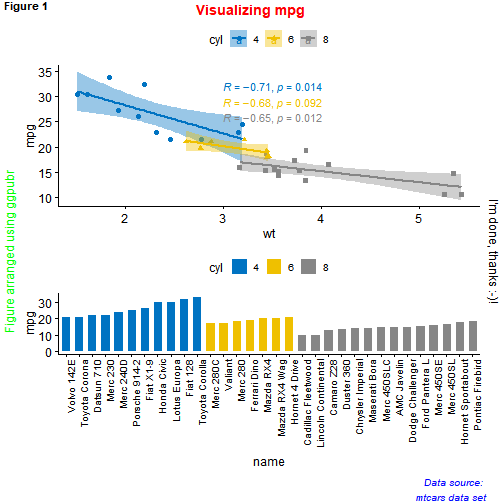 Figure 1
Visualizing mpg
cyl 4 6 8
R = −0.71, p = 0.014
R = −0.68, p = 0.092
R = −0.65, p = 0.012
mpg
35
30
25
20
15
10
2 3 4 5
wt
cyl 4 6 8
mpg
30
20
10
0
Volvo 142E
Toyota Corona
Datsun 710
Merc 230
Merc 240D
Porsche 914-2
Fiat X1-9
Honda Civic
Lotus Europa
Fiat 128
Toyota Corolla
Merc 280C
Valiant
Merc 280
Ferrari Dino
Mazda RX4
Mazda RX4 Wag
Hornet 4 Drive
Cadillac Fleetwood
Lincoln Continental
Camaro Z28
Duster 360
Chrysler Imperial
Maserati Bora
Merc 450SLC
AMC Javelin
Dodge Challenger
Ford Pantera L
Merc 450SE
Merc 450SL
Hornet Sportabout
Pontiac Firebird
name
Figure arranged using ggpubr
I'm done, thanks :-)!
Data source:
mtcars data set